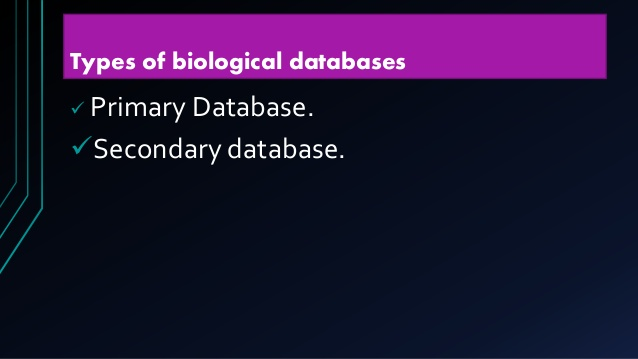 Types of biological databases
✓ Primary Database.
✓Secondary database.